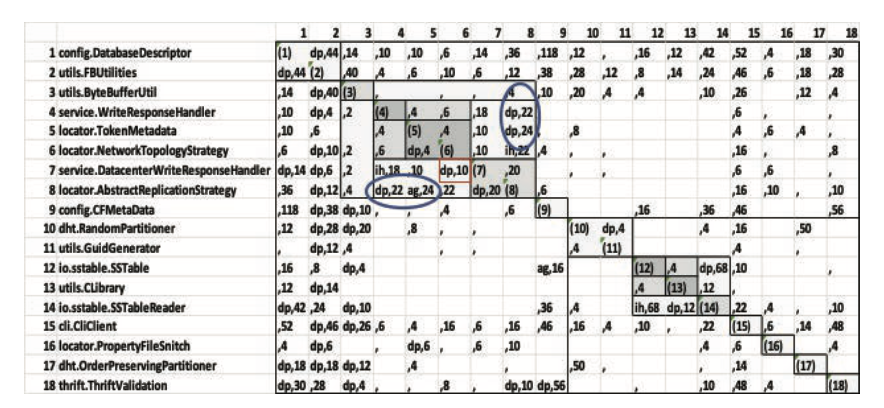 1 2 3 4 5 6 7 8 9 10 11 12 13 14 15 16 17 18
1 config.DatabaseDescriptor (1) dp,44 ,14 ,10 ,10 ,6 ,14 ,36 ,118 ,12 , ,16 ,12 ,42 ,52 ,4 ,18 ,30
2 utils.FBUtilities dp,44 (2) ,40 ,4 ,6 ,10 ,6 ,12 ,38 ,28 ,12 ,8 ,14 ,24 ,46 ,6 ,18 ,28
3 utils.ByteBufferUtil ,14 dp,40 (3) , , , ,4 ,10 ,20 ,4 ,4 ,10 ,26 ,12 ,4
4 service.WriteResponseHandler ,10 dp,4 ,2 (4) ,4 ,6 ,18 dp,22 ,6 , ,
5 locator.TokenMetadata ,10 ,6 ,4 (5) ,4 ,10 dp,24 , ,8 ,4 ,6 ,4 ,
6 locator.NetworkTopologyStrategy ,6 dp,10 ,2 ,6 dp,4 (6) ,10 ih,22 ,4 , , ,16 , ,8
7 service.DatacenterWriteResponseHandler dp,14 dp,6 ,2 ih,18 ,10 dp,10 (7) ,20 , , ,6 ,6 ,
8 locator.AbstractReplicationStrategy ,36 dp,12 ,4 dp,22 ag,24 ,22 dp,20 (8) ,6 ,16 ,10 , ,10
9 config.CFMetaData ,118 dp,38 dp,10 , , ,4 ,6 (9) ,16 ,36 ,46 ,56
10 dht.RandomPartitioner ,12 dp,28 dp,20 ,8 , , (10) dp,4 ,4 ,16 ,50
11 utils.GuidGenerator , dp,12 ,4 , , ,4 (11) ,4
12 io.sstable.SSTable ,16 ,8 dp,4 ag,16 (12) ,4 dp,68 ,10 ,
13 utils.CLibrary ,12 dp,14 ,4 (13) ,12 ,
14 io.sstable.SSTableReader dp,42 ,24 dp,10 ,36 ,4 ih,68 dp,12 (14) ,22 ,4 , ,10
15 cli.CliClient ,52 dp,46 dp,26 ,6 ,4 ,16 ,6 ,16 ,46 ,16 ,4 ,10 , ,22 (15) ,6 ,14 ,48
16 locator.PropertyFileSnitch ,4 dp,6 , dp,6 , ,6 ,10 ,4 ,6 (16) ,4
17 dht.OrderPreservingPartitioner dp,18 dp,18 dp,12 ,4 , ,50 , , ,14 (17)
18 thrift.ThriftValidation dp,30 ,28 dp,4 , , ,8 , dp,10 dp,56 , ,10 ,48 ,4 (18)